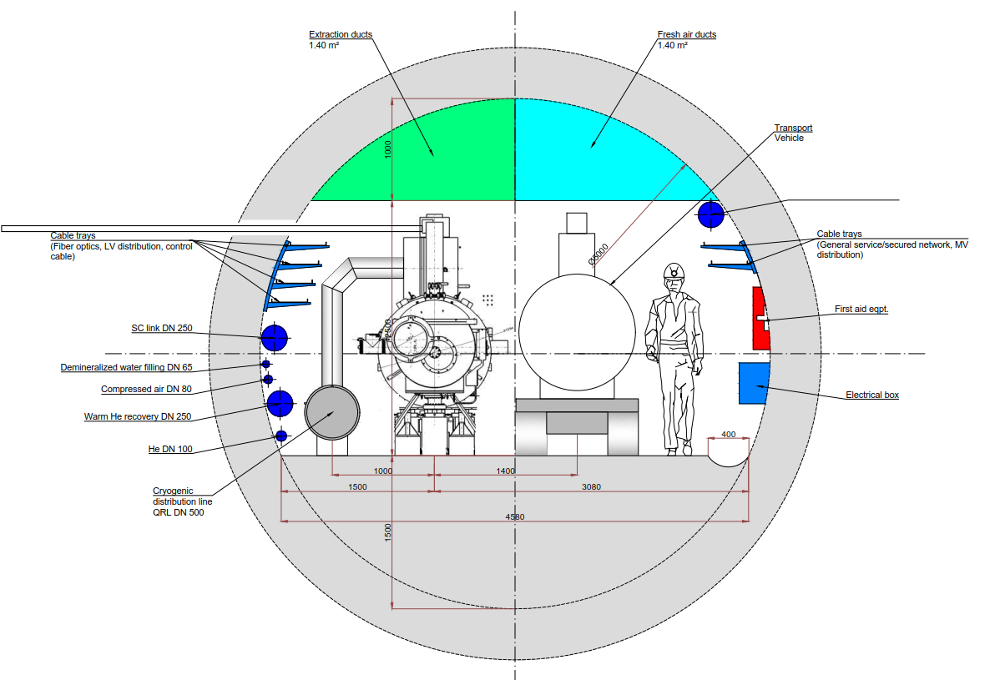 Extraction ducts
1.40 m²
Fresh air ducts
1.40 m²
Transport
Vehicle
1000
Ø5000
Cable trays
(Fiber optics, LV distribution, control
cable)
Cable trays
(General service/secured network, MV
distribution)
First aid eqpt.
SC link DN 250
2500
Demineralized water filling DN 65
Compressed air DN 80
Electrical box
Warm He recovery DN 250
He DN 100
400
1000
1400
Cryogenic
distribution line
QRL DN 500
1500
3080
4580
1500